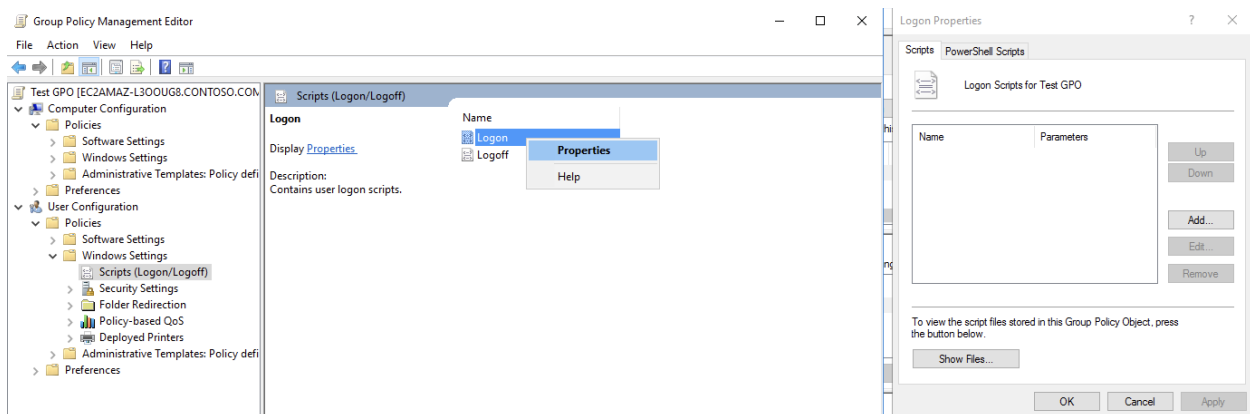 Group Policy Management Editor
File Action View Help
Test GPO [EC2AMAZ-L3OOUG8.CONTOSO.COM
Computer Configuration
Policies
Software Settings
Windows Settings
Administrative Templates: Policy defi
Preferences
User Configuration
Policies
Software Settings
Windows Settings
Scripts (Logon/Logoff)
Security Settings
Folder Redirection
Policy-based QoS
Deployed Printers
Administrative Templates: Policy defi
Preferences
Scripts (Logon/Logoff)
Logon
Display Properties
Description:
Contains user logon scripts.
Name
Logon
Logoff
Properties
Help
Logon Properties
Scripts PowerShell Scripts
Logon Scripts for Test GPO
Name Parameters
Up
Down
Add...
Edit...
Remove
To view the script files stored in this Group Policy Object, press
the button below.
Show Files...
OK Cancel Apply